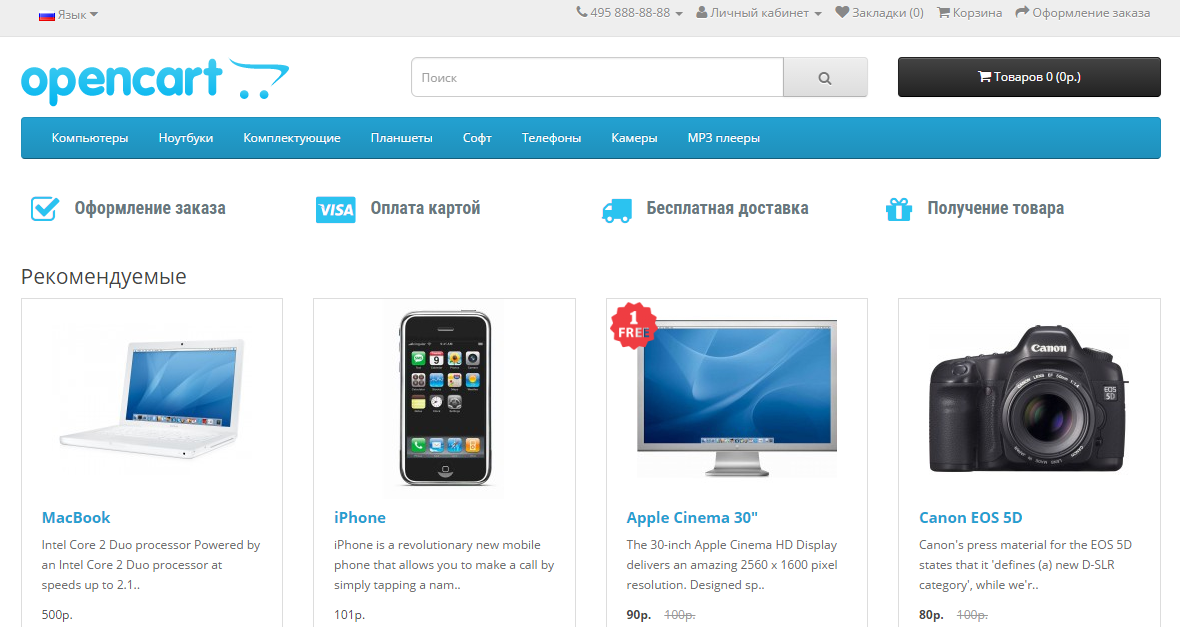 Язык
495 888-88-88
Личный кабинет
Закладки (0)
Корзина
Оформление заказа
opencart
Поиск
Товаров 0 (0р.)
Компьютеры
Ноутбуки
Комплектующие
Планшеты
Софт
Телефоны
Камеры
MP3 плееры
Оформление заказа
VISA
Оплата картой
Бесплатная доставка
Получение товара
Рекомендуемые
1
FREE
Canon
EOS
5D
MacBook
Intel Core 2 Duo processor Powered by
an Intel Core 2 Duo processor at
speeds up to 2.1..
500р.
iPhone
iPhone is a revolutionary new mobile
phone that allows you to make a call by
simply tapping a nam..
101р.
Apple Cinema 30"
The 30-inch Apple Cinema HD Display
delivers an amazing 2560 x 1600 pixel
resolution. Designed sp..
90р. 100р.
Canon EOS 5D
Canon's press material for the EOS 5D
states that it 'defines (a) new D-SLR
category', while we'r..
80р. 100р.